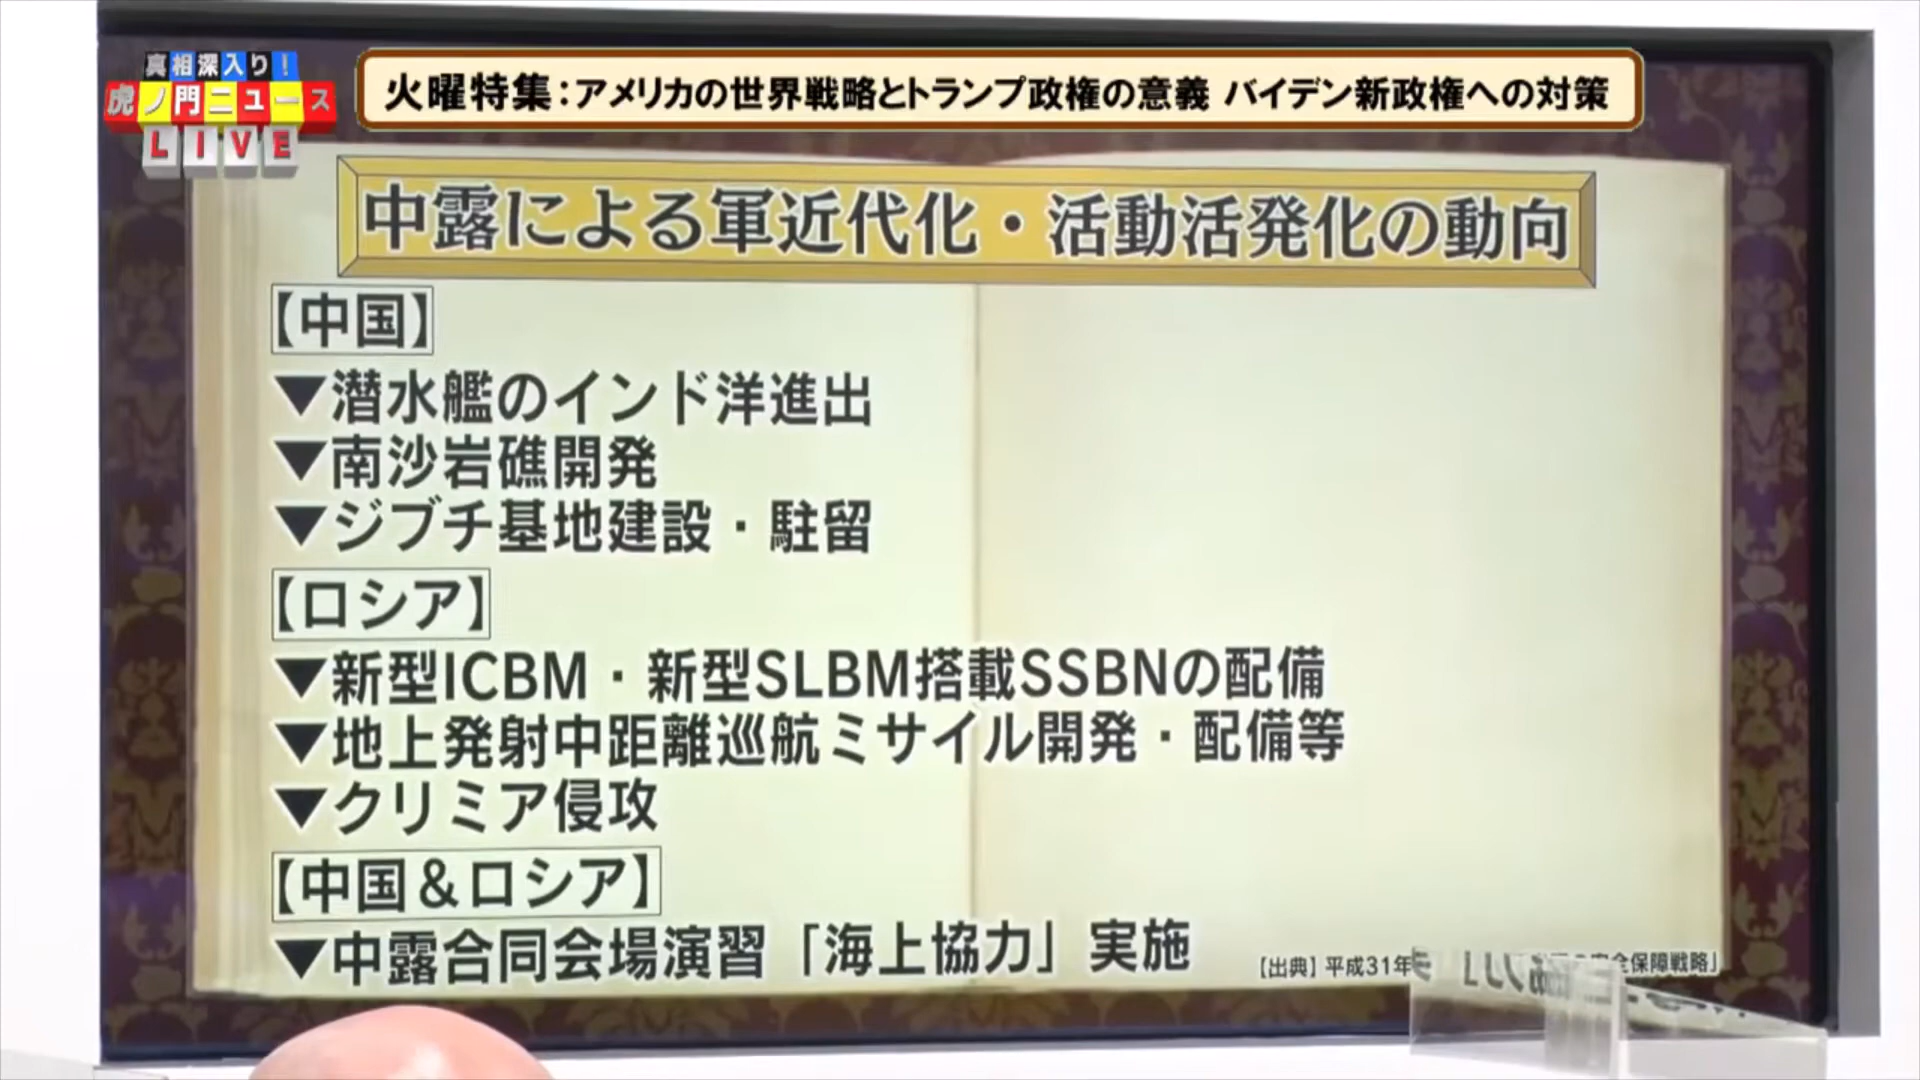 真相深入り!
虎ノ門ニュース
LIVE
火曜特集:アメリカの世界戦略とトランプ政権の意義 バイデン新政権への対策
中露による軍近代化・活動活発化の動向
【中国】
▼潜水艦のインド洋進出
▼南沙岩礁開発
▼ジブチ基地建設・駐留
【ロシア】
▼新型ICBM・新型SLBM搭載SSBNの配備
▼地上発射中距離巡航ミサイル開発・配備等
▼クリミア侵攻
【中国&ロシア】
▼中露合同会場演習「海上協力」実施
【出典】平成31年 安全保障戦略」